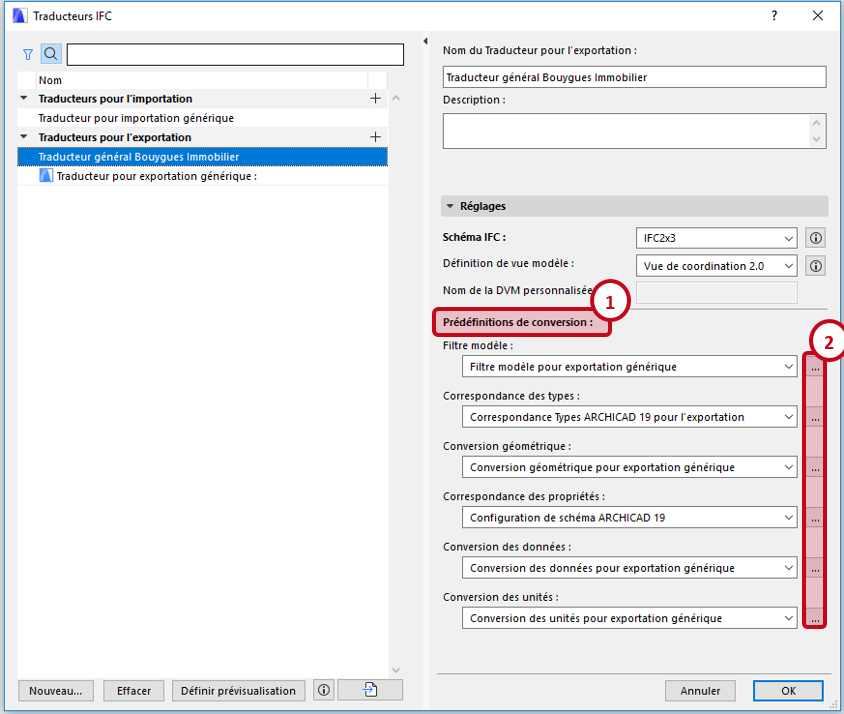 Traducteurs IFC
?
Nom
Traducteurs pour l'importation
Traducteur pour importation générique
Traducteurs pour l'exportation
Traducteur général Bouygues Immobilier
Traducteur pour exportation générique :
Nouveau...
Effacer
Définir prévisualisation
Nom du Traducteur pour l'exportation :
Traducteur général Bouygues Immobilier
Description :
Réglages
Schéma IFC :
IFC2x3
Définition de vue modèle :
Vue de coordination 2.0
Nom de la DVM personnalisée
1
Prédéfinitions de conversion :
2
Filtre modèle :
Filtre modèle pour exportation générique
...
Correspondance des types :
Correspondance Types ARCHICAD 19 pour l'exportation
...
Conversion géométrique :
Conversion géométrique pour exportation générique
...
Correspondance des propriétés :
Configuration de schéma ARCHICAD 19
...
Conversion des données :
Conversion des données pour exportation générique
...
Conversion des unités :
Conversion des unités pour exportation générique
...
Annuler
OK